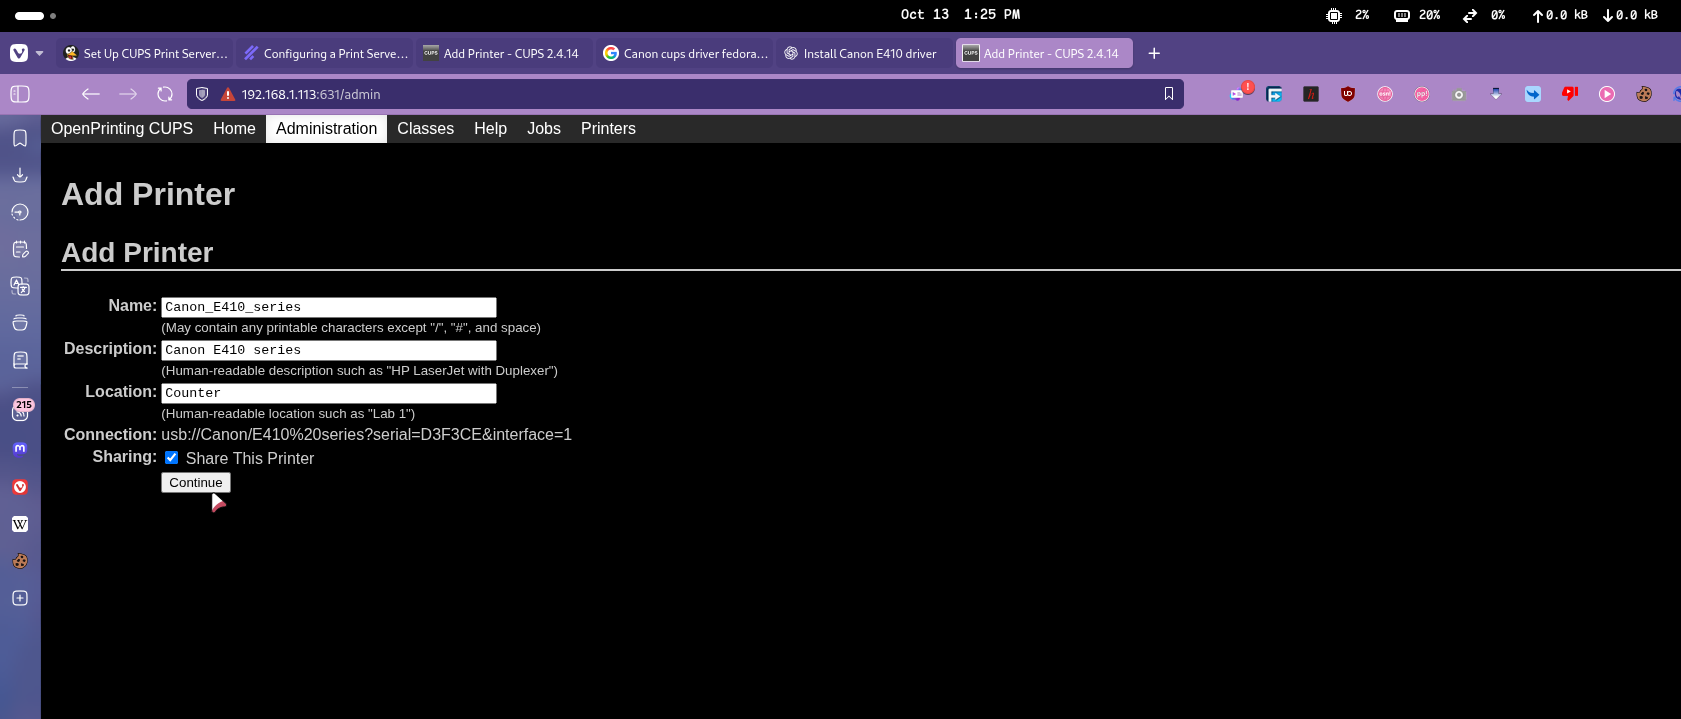 Oct 13 1:25 PM
2% 20% 0% 0.0 kB 0.0 kB
Set Up CUPS Print Server... Configuring a Print Serve... CUPS Add Printer - CUPS 2.4.14 Canon cups driver fedora... Install Canon E410 driver CUPS Add Printer - CUPS 2.4.14
192.168.1.113:631/admin
OpenPrinting CUPS Home Administration Classes Help Jobs Printers
Add Printer
Add Printer
Name: Canon_E410_series
(May contain any printable characters except "/", "#", and space)
Description: Canon E410 series
(Human-readable description such as "HP LaserJet with Duplexer")
Location: Counter
(Human-readable location such as "Lab 1")
Connection: usb://Canon/E410%20series?serial=D3F3CE&interface=1
Sharing: Share This Printer
Continue
215
W